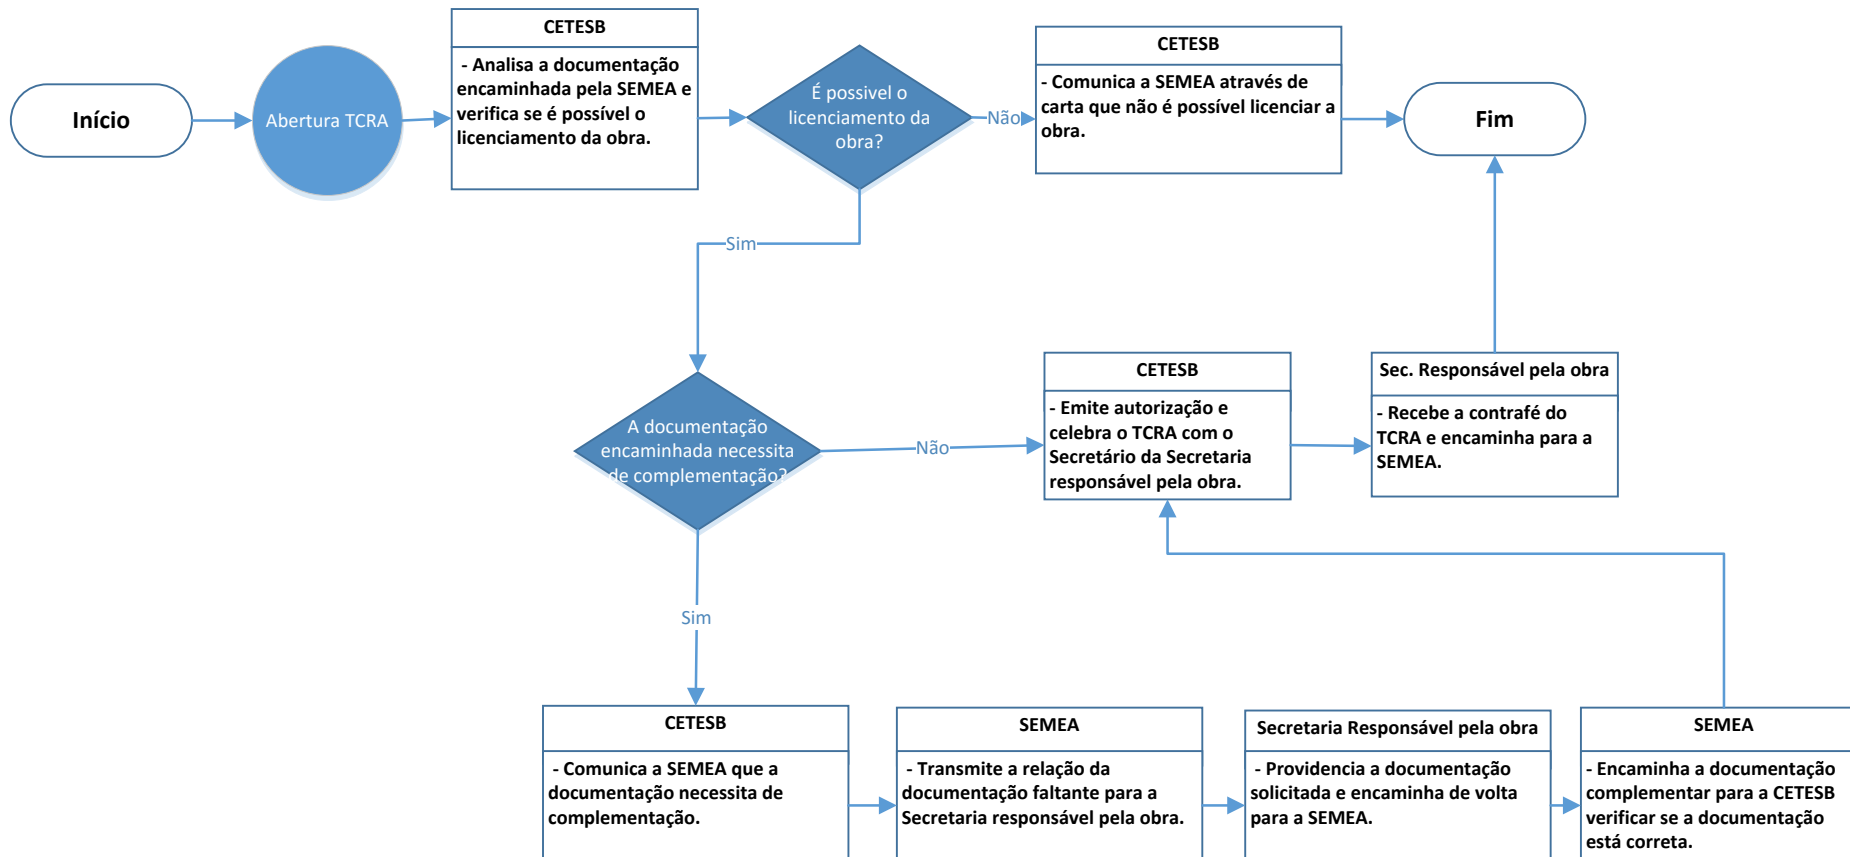 Início
Abertura TCRA
CETESB
- Analisa a documentação
encaminhada pela SEMEA e
verifica se é possível o
licenciamento da obra.
É possivel o
licenciamento da
obra?
Não
CETESB
- Comunica a SEMEA através de
carta que não é possível licenciar a
obra.
Fim
Sim
A documentação
encaminhada necessita
de complementação?
Não
CETESB
- Emite autorização e
celebra o TCRA com o
Secretário da Secretaria
responsável pela obra.
Sec. Responsável pela obra
- Recebe a contrafé do
TCRA e encaminha para a
SEMEA.
Sim
CETESB
- Comunica a SEMEA que a
documentação necessita de
complementação.
SEMEA
- Transmite a relação da
documentação faltante para a
Secretaria responsável pela obra.
Secretaria Responsável pela obra
- Providencia a documentação
solicitada e encaminha de volta
para a SEMEA.
SEMEA
- Encaminha a documentação
complementar para a CETESB
verificar se a documentação
está correta.